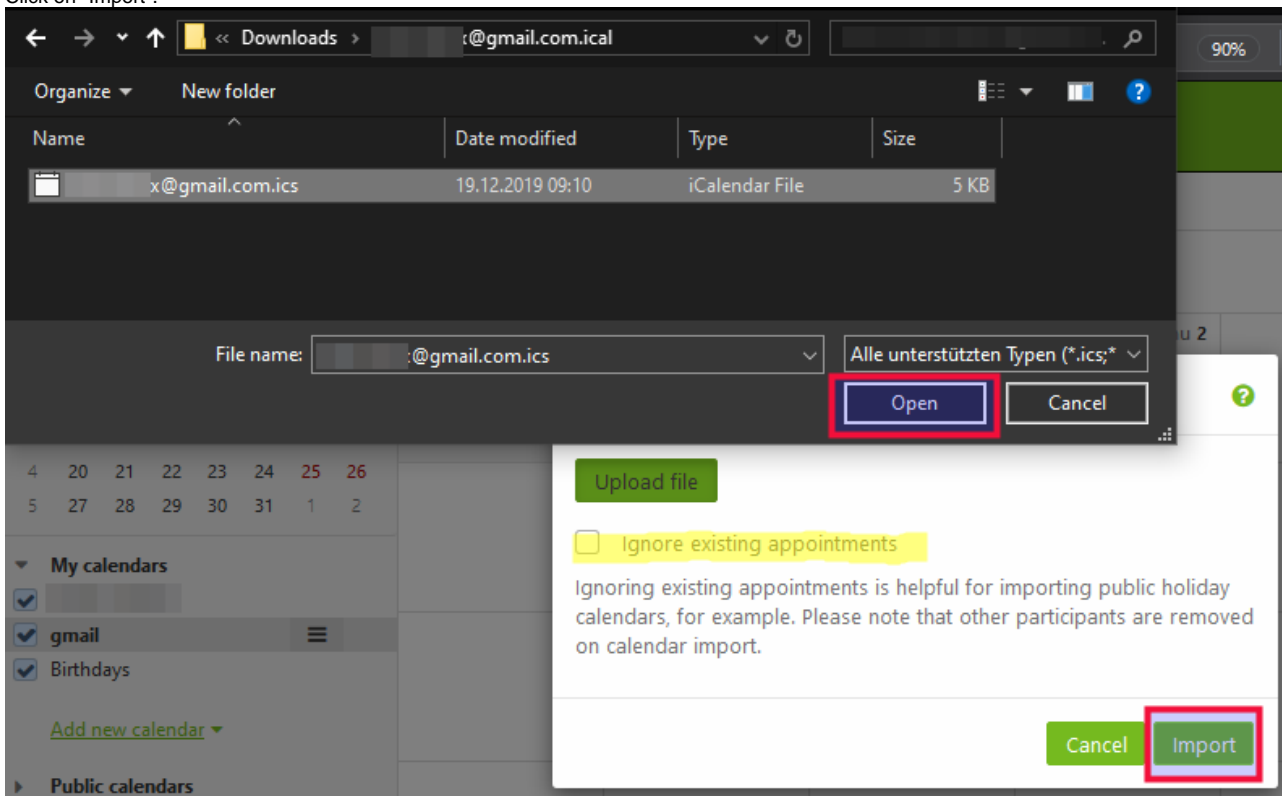 Click on "Import".
« Downloads > @gmail.com.ical
90%
Organize New folder
Name Date modified Type Size
x@gmail.com.ics 19.12.2019 09:10 iCalendar File 5 KB
File name: @gmail.com.ics Alle unterstützten Typen (*.ics;*
u 2
Open Cancel
4 20 21 22 23 24 25 26
5 27 28 29 30 31 1 2
My calendars
gmail
Birthdays
Add new calendar
Public calendars
Upload file
Ignore existing appointments
Ignoring existing appointments is helpful for importing public holiday
calendars, for example. Please note that other participants are removed
on calendar import.
Cancel Import